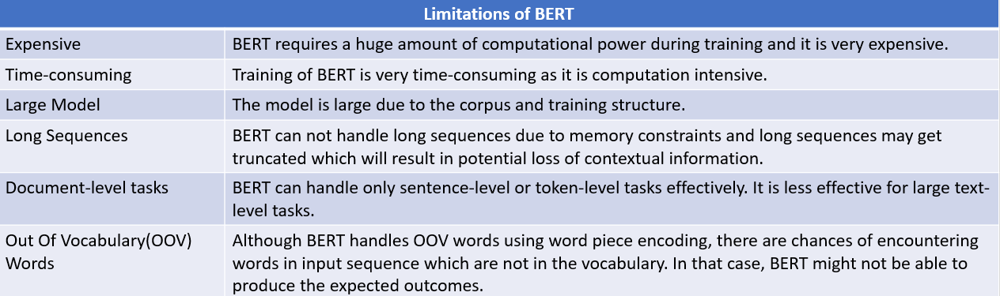 Limitations of BERT
Expensive
BERT requires a huge amount of computational power during training and it is very expensive.
Time-consuming
Training of BERT is very time-consuming as it is computation intensive.
Large Model
The model is large due to the corpus and training structure.
Long Sequences
BERT can not handle long sequences due to memory constraints and long sequences may get
truncated which will result in potential loss of contextual information.
Document-level tasks
BERT can handle only sentence-level or token-level tasks effectively. It is less effective for large text-
level tasks.
Out Of Vocabulary(OOV)
Words
Although BERT handles OOV words using word piece encoding, there are chances of encountering
words in input sequence which are not in the vocabulary. In that case, BERT might not be able to
produce the expected outcomes.